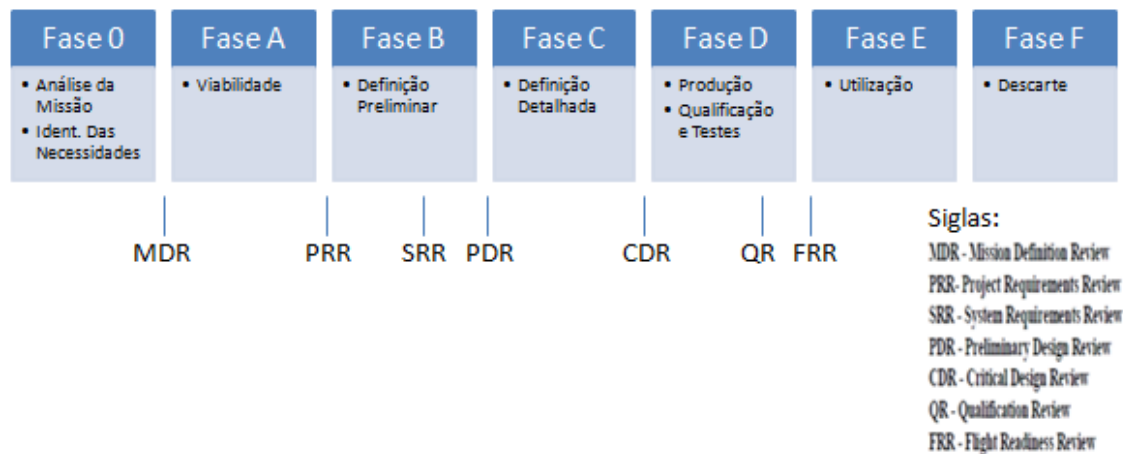 Fase 0
• Análise da
Missão
• Ident. Das
Necessidades
Fase A
• Viabilidade
Fase B
• Definição
Preliminar
Fase C
• Definição
Detalhada
Fase D
• Produção
• Qualificação
e Testes
Fase E
• Utilização
Fase F
• Descarte
MDR
PRR
SRR
PDR
CDR
QR
FRR
Siglas:
MDR - Mission Definition Review
PRR- Project Requirements Review
SRR - System Requirements Review
PDR - Preliminary Design Review
CDR - Critical Design Review
QR - Qualification Review
FRR - Flight Readiness Review